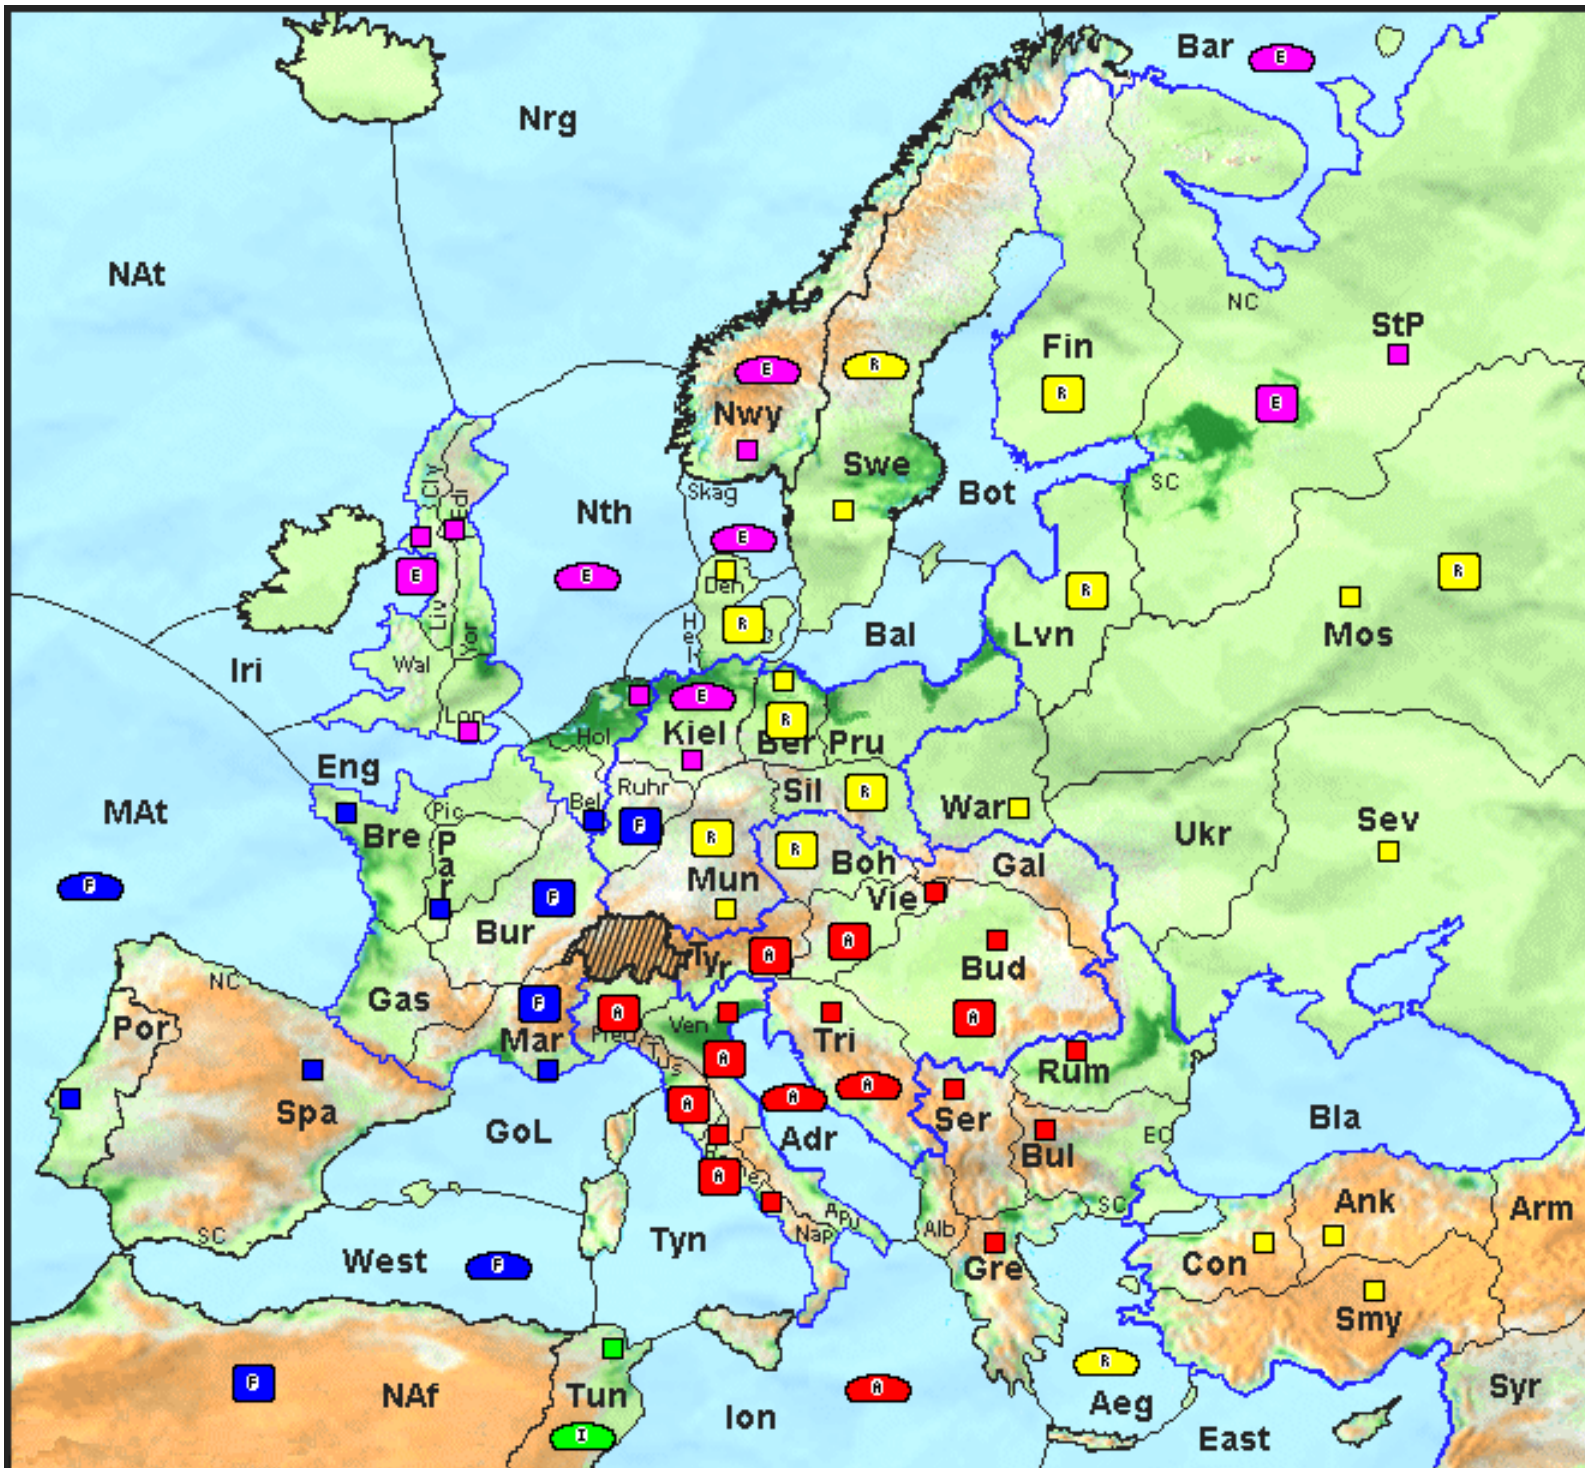 Bar
E
Nrg
NAt
NC
StP
Fin
E
R
R
E
Nwy
Swe
Skag
Bot
SC
Cly
Edl
Nth
E
E
E
Den
R
R
R
Liv
Yor
Hel
Bal
Lvn
Mos
Iri
Wal
Lon
E
Kiel
R
Ber
Pru
Hol
Eng
Ruhr
Sil
R
War
MAt
Pic
Bel
Bre
Par
F
R
R
Boh
Gal
Ukr
Sev
F
F
Mun
Vie
Bur
A
A
Tyr
Bud
NC
Gas
F
A
A
Por
Mar
Pied
Ven
Tri
Rum
Tus
A
A
A
A
Ser
Spa
GoL
Adr
Bul
EC
Bla
A
Apu
Nap
Alb
SC
Ank
Arm
SC
West
F
Tyn
Gre
Con
Smy
F
NAf
Tun
I
A
Ion
R
Aeg
Syr
East